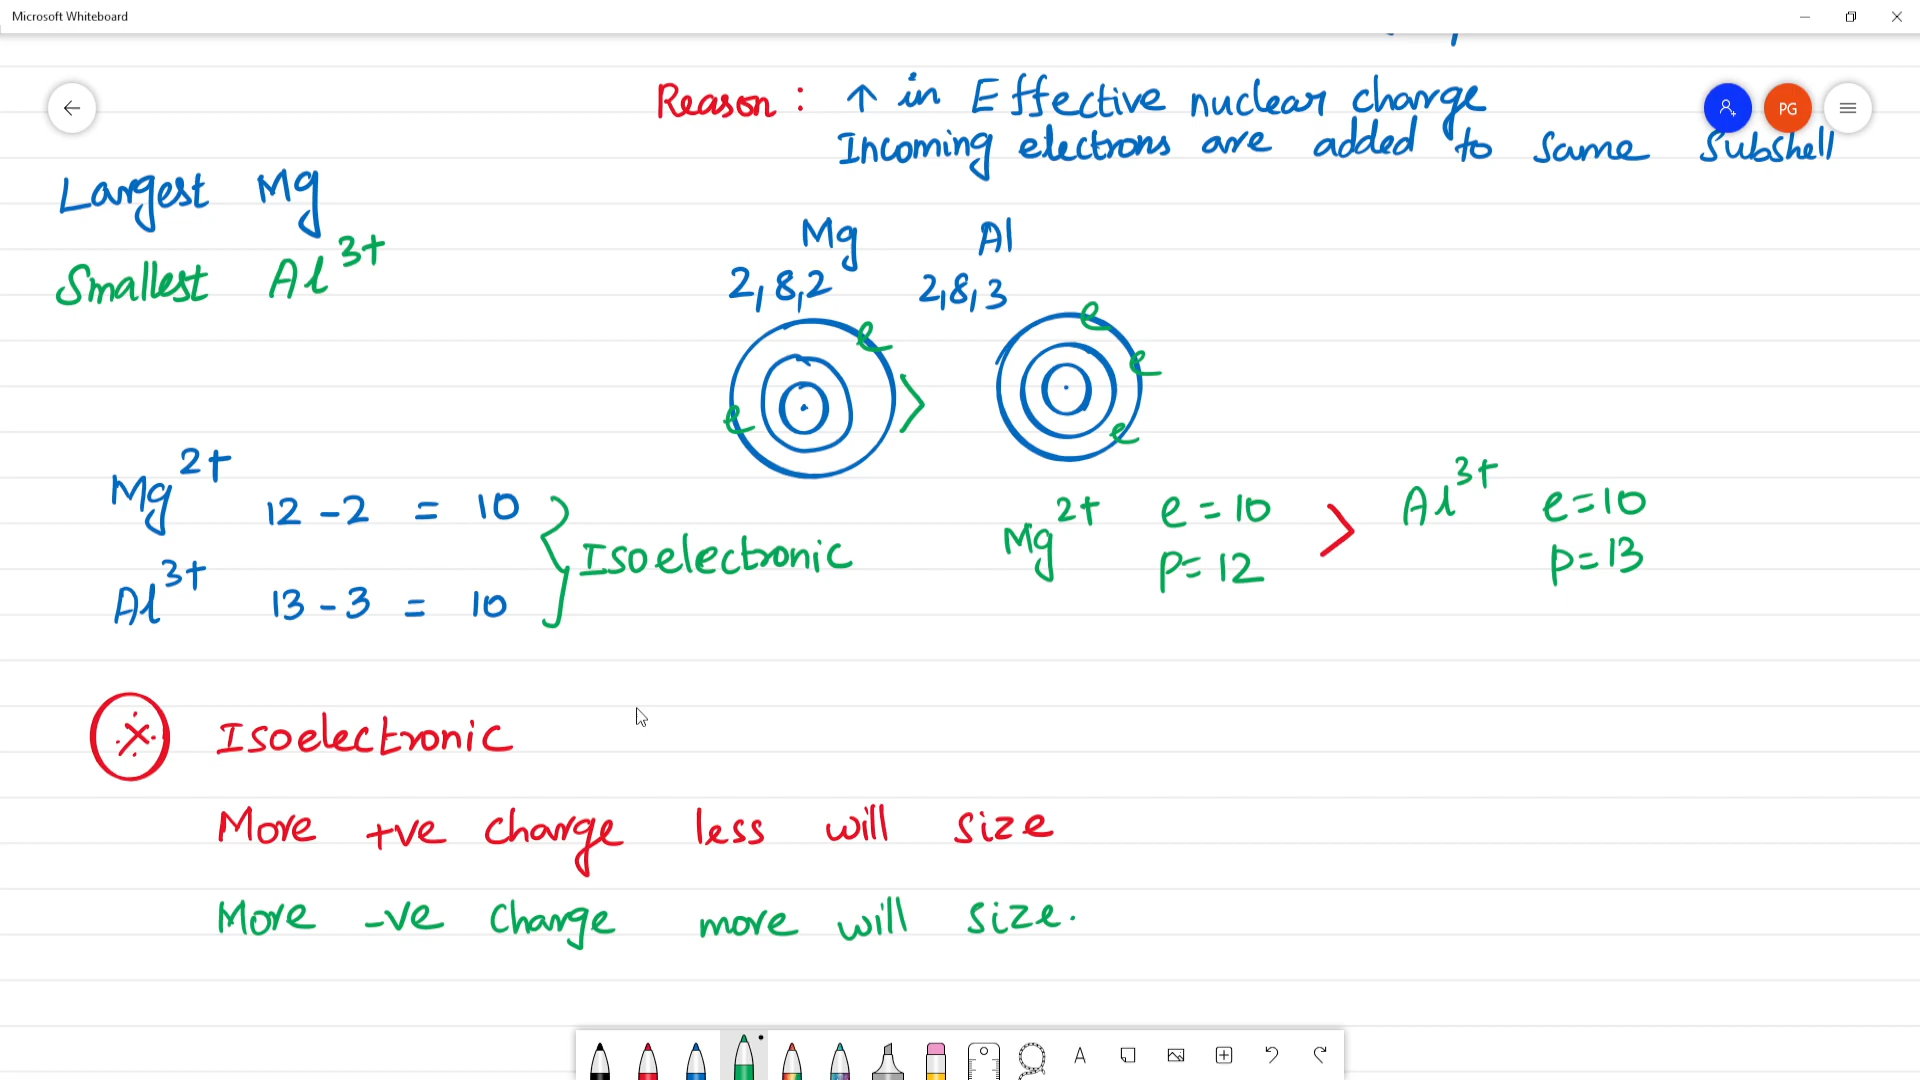 Microsoft Whiteboard
Reason : ↑ in Effective nuclear charge
Incoming electrons are added to same subshell
PG
Largest Mg
Smallest Al³⁺
Mg Al
2,8,2 2,8,3
e e e
e > e
Mg²⁺ 12 - 2 = 10
Al³⁺ 13 - 3 = 10
} Isoelectronic
Mg²⁺ e = 10 > Al³⁺ e = 10
P = 12 P = 13
Isoelectronic
More +ve charge less will size
More -ve charge more will size.
A